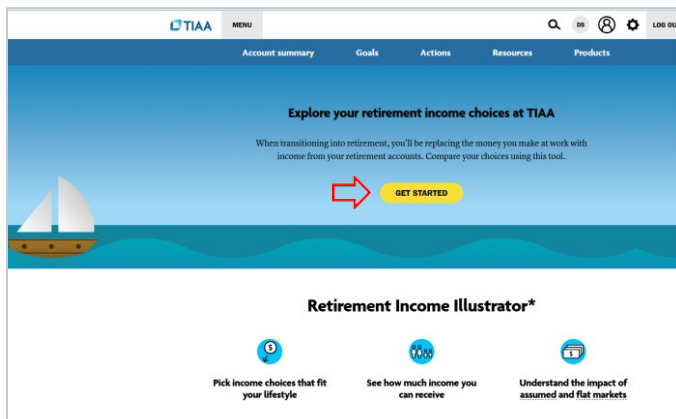 TIAA MENU DS LOG OU
Account summary Goals Actions Resources Products
Explore your retirement income choices at TIAA
When transitioning into retirement, you'll be replacing the money you make at work with
income from your retirement accounts. Compare your choices using this tool.
GET STARTED
Retirement Income Illustrator*
Pick income choices that fit
your lifestyle
See how much income you
can receive
Understand the impact of
assumed and flat markets